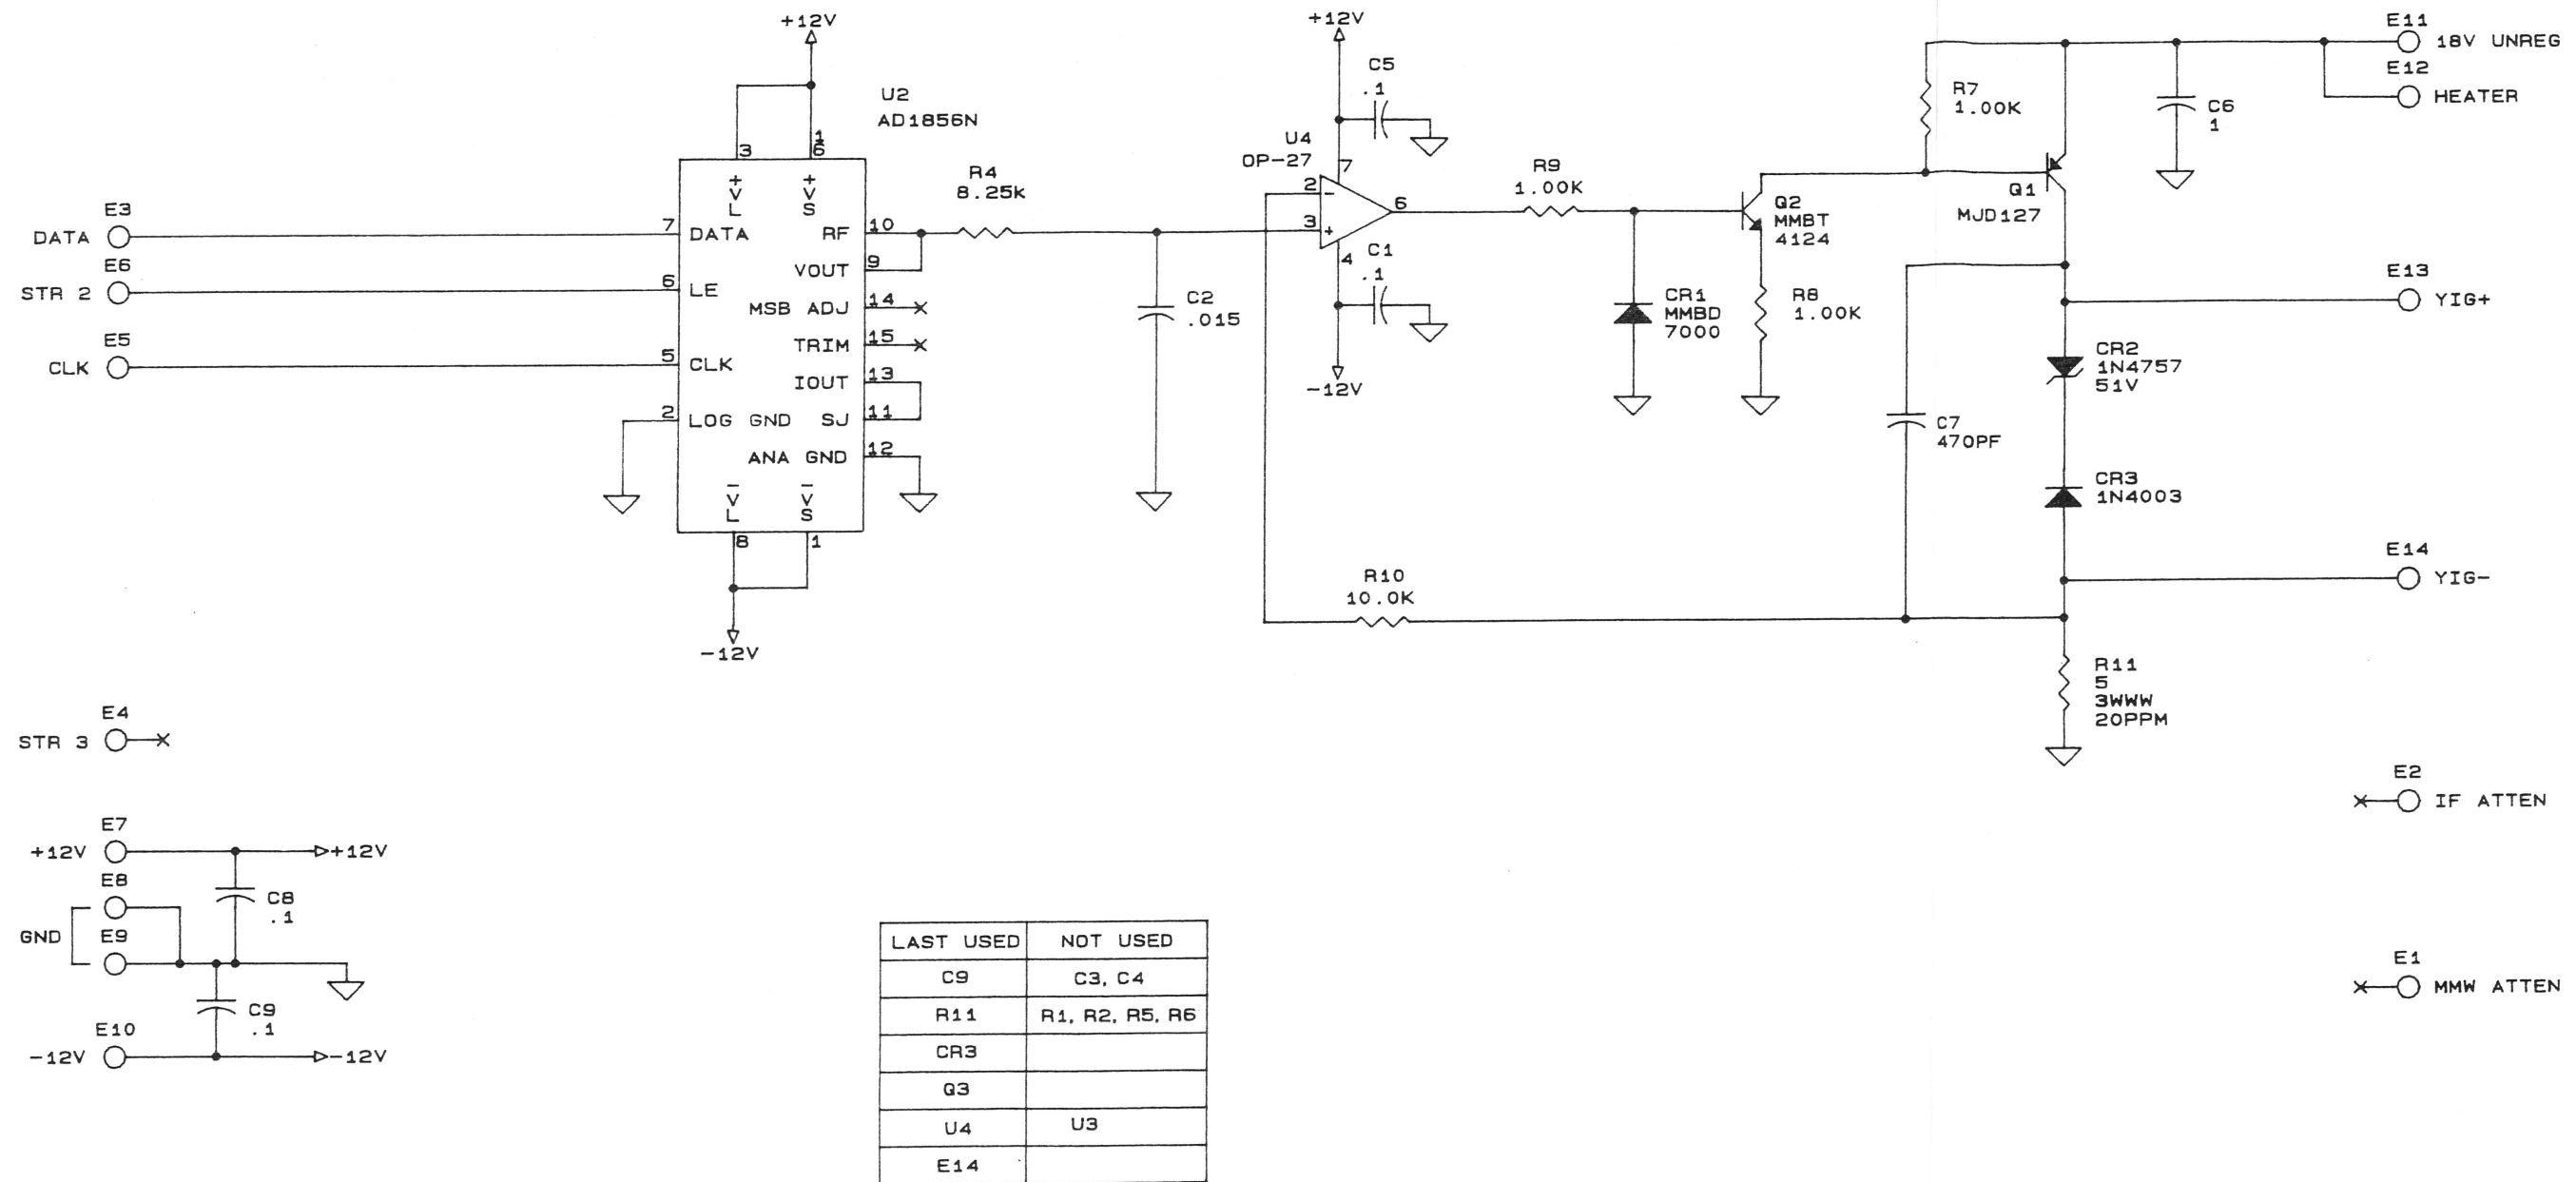 +12V
U2
AD1856N
3
1
6
+VL
+VS
E3
DATA
7
DATA
RF
10
E6
STR 2
6
LE
VOUT
9
MSB ADJ
14
TRIM
15
E5
CLK
5
CLK
IOUT
13
2
LOG GND
SJ
11
ANA GND
12
-VL
-VS
8
1
-12V
R4
8.25K
C2
.015
+12V
C5
.1
U4
OP-27
7
2
-
3
+
6
4
C1
.1
-12V
R9
1.00K
CR1
MMBD
7000
Q2
MMBT
4124
R8
1.00K
R7
1.00K
Q1
MJD127
C6
1
E11
18V UNREG
E12
HEATER
E13
YIG+
CR2
1N4757
51V
C7
470PF
CR3
1N4003
E14
YIG-
R10
10.0K
R11
5
3WWW
20PPM
E4
STR 3
E7
+12V
+12V
E8
C8
.1
GND
E9
C9
.1
E10
-12V
-12V
E2
IF ATTEN
E1
MMW ATTEN
LAST USED NOT USED
C9 C3, C4
R11 R1, R2, R5, R6
CR3
Q3
U4 U3
E14